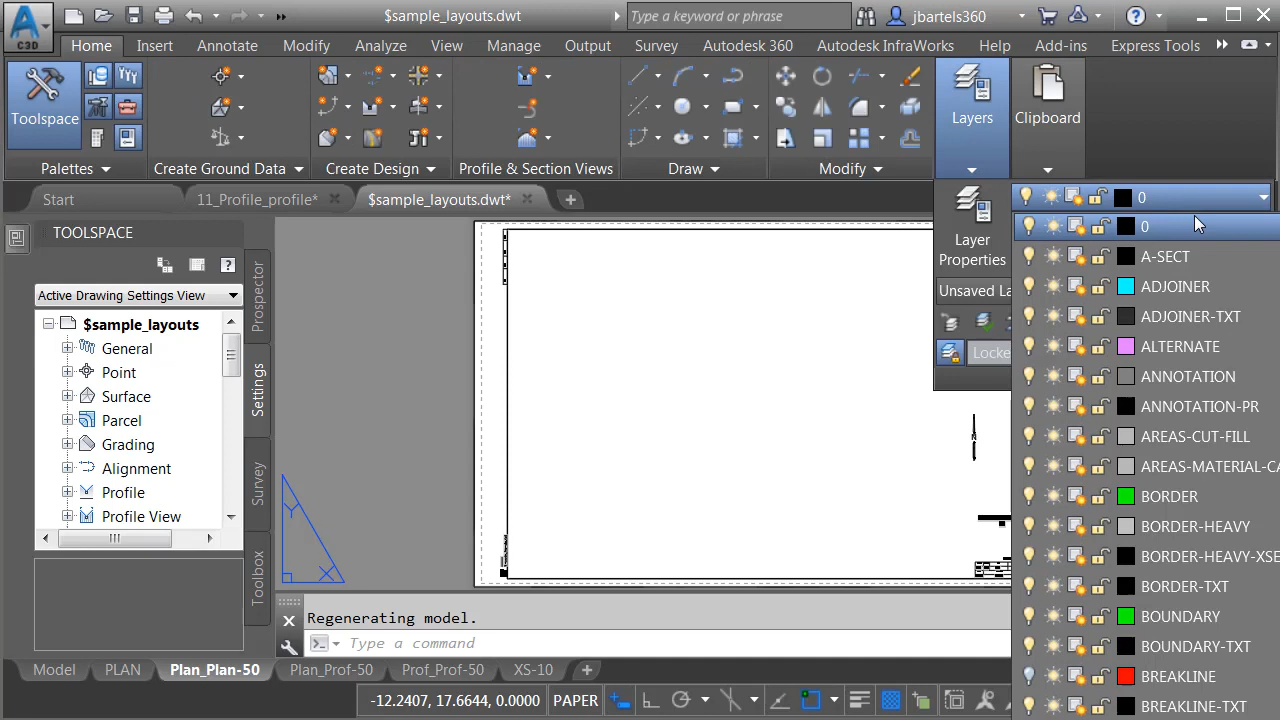 C3D
$sample_layouts.dwt
Type a keyword or phrase
jbartels360
Home
Insert
Annotate
Modify
Analyze
View
Manage
Output
Survey
Autodesk 360
Autodesk InfraWorks
Help
Add-ins
Express Tools
Toolspace
Layers
Clipboard
Palettes
Create Ground Data
Create Design
Profile & Section Views
Draw
Modify
Start
11_Profile_profile*
$sample_layouts.dwt*
0
TOOLSPACE
Active Drawing Settings View
$sample_layouts
General
Point
Surface
Parcel
Grading
Alignment
Profile
Profile View
Prospector
Settings
Survey
Toolbox
Layer
Properties
Unsaved La
Locke
0
A-SECT
ADJOINER
ADJOINER-TXT
ALTERNATE
ANNOTATION
ANNOTATION-PR
AREAS-CUT-FILL
AREAS-MATERIAL-CA
BORDER
BORDER-HEAVY
BORDER-HEAVY-XSE
BORDER-TXT
BOUNDARY
BOUNDARY-TXT
BREAKLINE
BREAKLINE-TXT
Y
X
Regenerating model.
Type a command
Model
PLAN
Plan_Plan-50
Plan_Prof-50
Prof_Prof-50
XS-10
-12.2407, 17.6644, 0.0000
PAPER